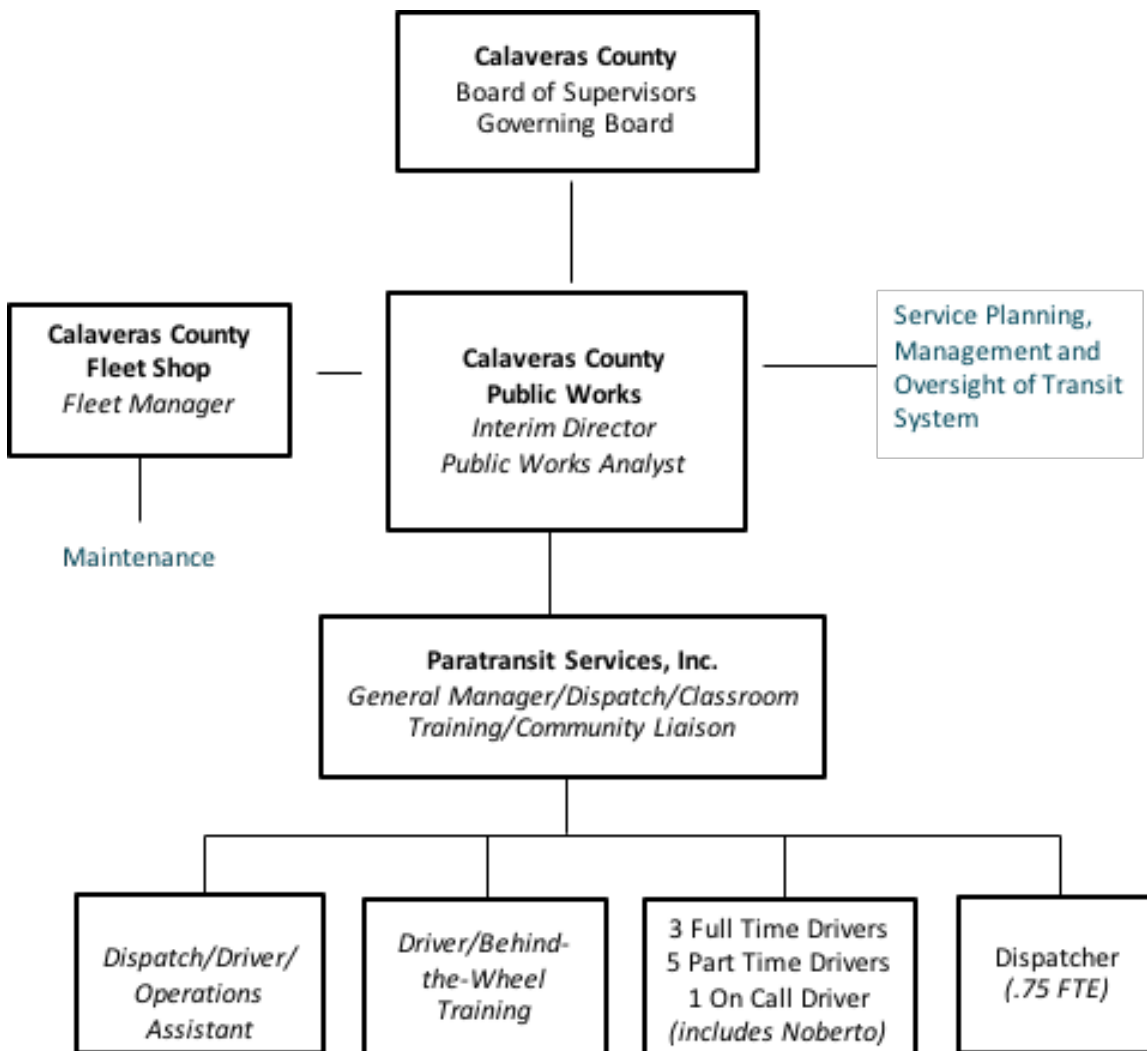 Calaveras County
Board of Supervisors
Governing Board
Calaveras County
Fleet Shop
Fleet Manager
Calaveras County
Public Works
Interim Director
Public Works Analyst
Service Planning,
Management and
Oversight of Transit
System
Maintenance
Paratransit Services, Inc.
General Manager/Dispatch/Classroom
Training/Community Liaison
Dispatch/Driver/
Operations
Assistant
Driver/Behind-
the-Wheel
Training
3 Full Time Drivers
5 Part Time Drivers
1 On Call Driver
(includes Noberto)
Dispatcher
(.75 FTE)